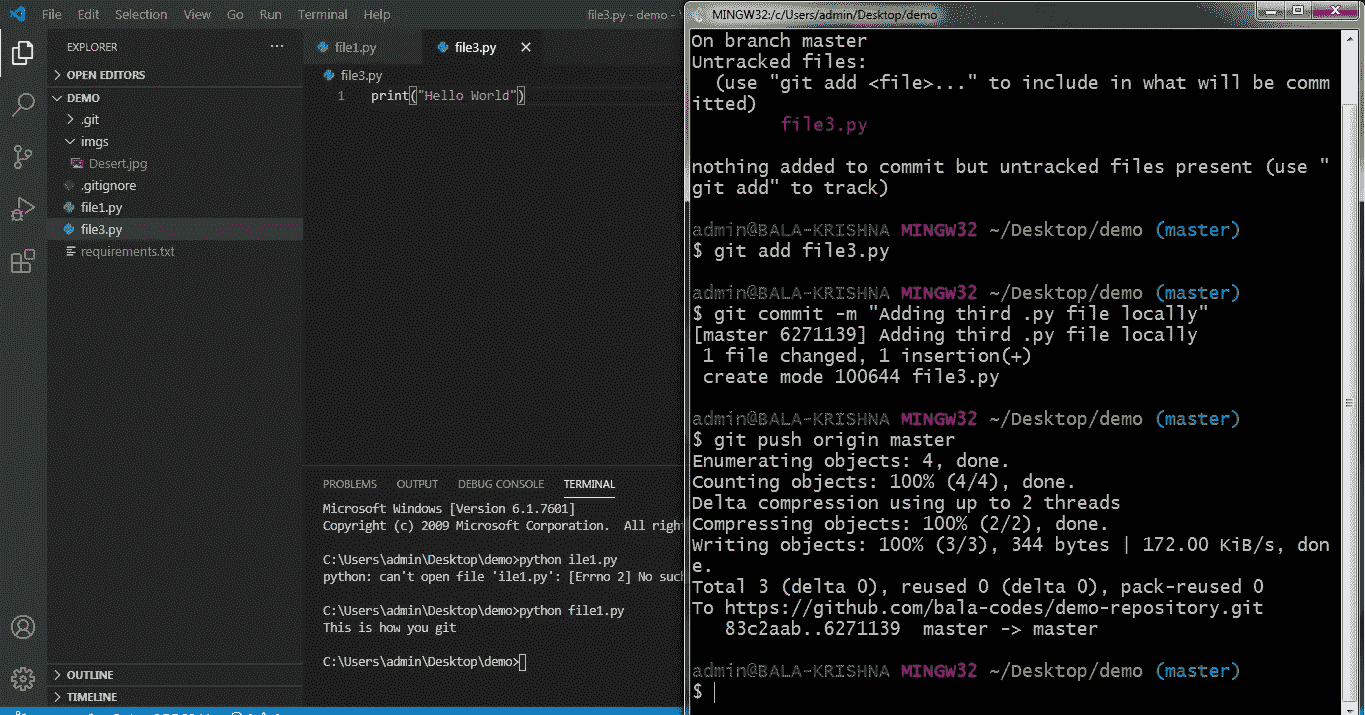 File Edit Selection View Go Run Terminal Help
file3.py - demo -
EXPLORER
OPEN EDITORS
DEMO
.git
imgs
Desert.jpg
.gitignore
file1.py
file3.py
requirements.txt
OUTLINE
TIMELINE
file1.py file3.py
file3.py
1 print("Hello World")
PROBLEMS OUTPUT DEBUG CONSOLE TERMINAL
Microsoft Windows [Version 6.1.7601]
Copyright (c) 2009 Microsoft Corporation. All righ
C:\Users\admin\Desktop\demo>python ile1.py
python: can't open file 'ile1.py': [Errno 2] No suc
C:\Users\admin\Desktop\demo>python file1.py
This is how you git
C:\Users\admin\Desktop\demo>
MINGW32:/c/Users/admin/Desktop/demo
On branch master
Untracked files:
(use "git add <file>..." to include in what will be comm
itted)
file3.py
nothing added to commit but untracked files present (use "
git add" to track)
admin@BALA-KRISHNA MINGW32 ~/Desktop/demo (master)
$ git add file3.py
admin@BALA-KRISHNA MINGW32 ~/Desktop/demo (master)
$ git commit -m "Adding third .py file locally"
[master 6271139] Adding third .py file locally
1 file changed, 1 insertion(+)
create mode 100644 file3.py
admin@BALA-KRISHNA MINGW32 ~/Desktop/demo (master)
$ git push origin master
Enumerating objects: 4, done.
Counting objects: 100% (4/4), done.
Delta compression using up to 2 threads
Compressing objects: 100% (2/2), done.
Writing objects: 100% (3/3), 344 bytes | 172.00 KiB/s, don
e.
Total 3 (delta 0), reused 0 (delta 0), pack-reused 0
To https://github.com/bala-codes/demo-repository.git
83c2aab..6271139 master -> master
admin@BALA-KRISHNA MINGW32 ~/Desktop/demo (master)
$